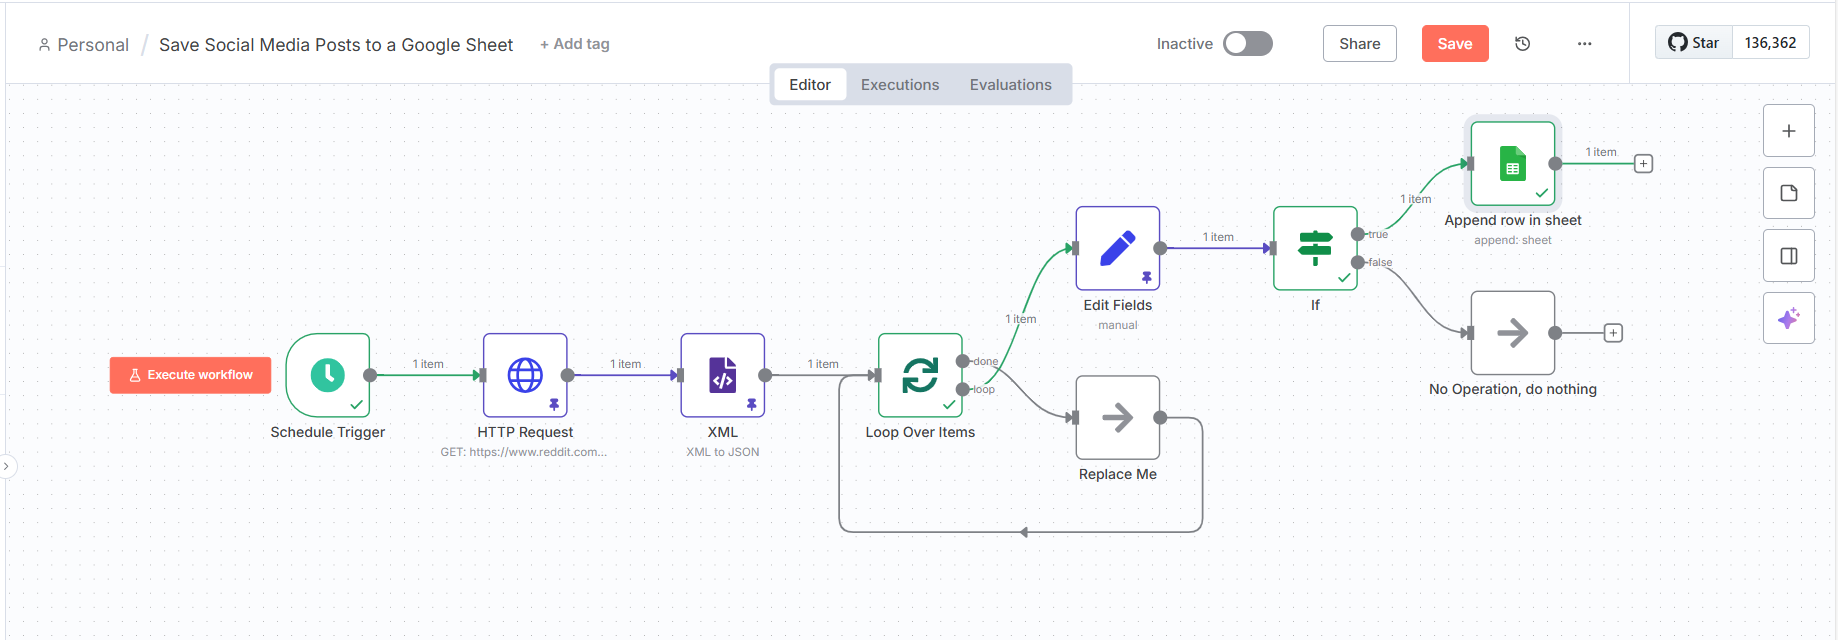 Personal / Save Social Media Posts to a Google Sheet + Add tag
Inactive
Share
Save
...
Star 136,362
Editor Executions Evaluations
1 item
1 item
Append row in sheet
append: sheet
true
false
1 item
Edit Fields
manual
If
1 item
No Operation, do nothing
Execute workflow
1 item
1 item
1 item
done
loop
Schedule Trigger
HTTP Request
GET: https://www.reddit.com...
XML
XML to JSON
Loop Over Items
Replace Me